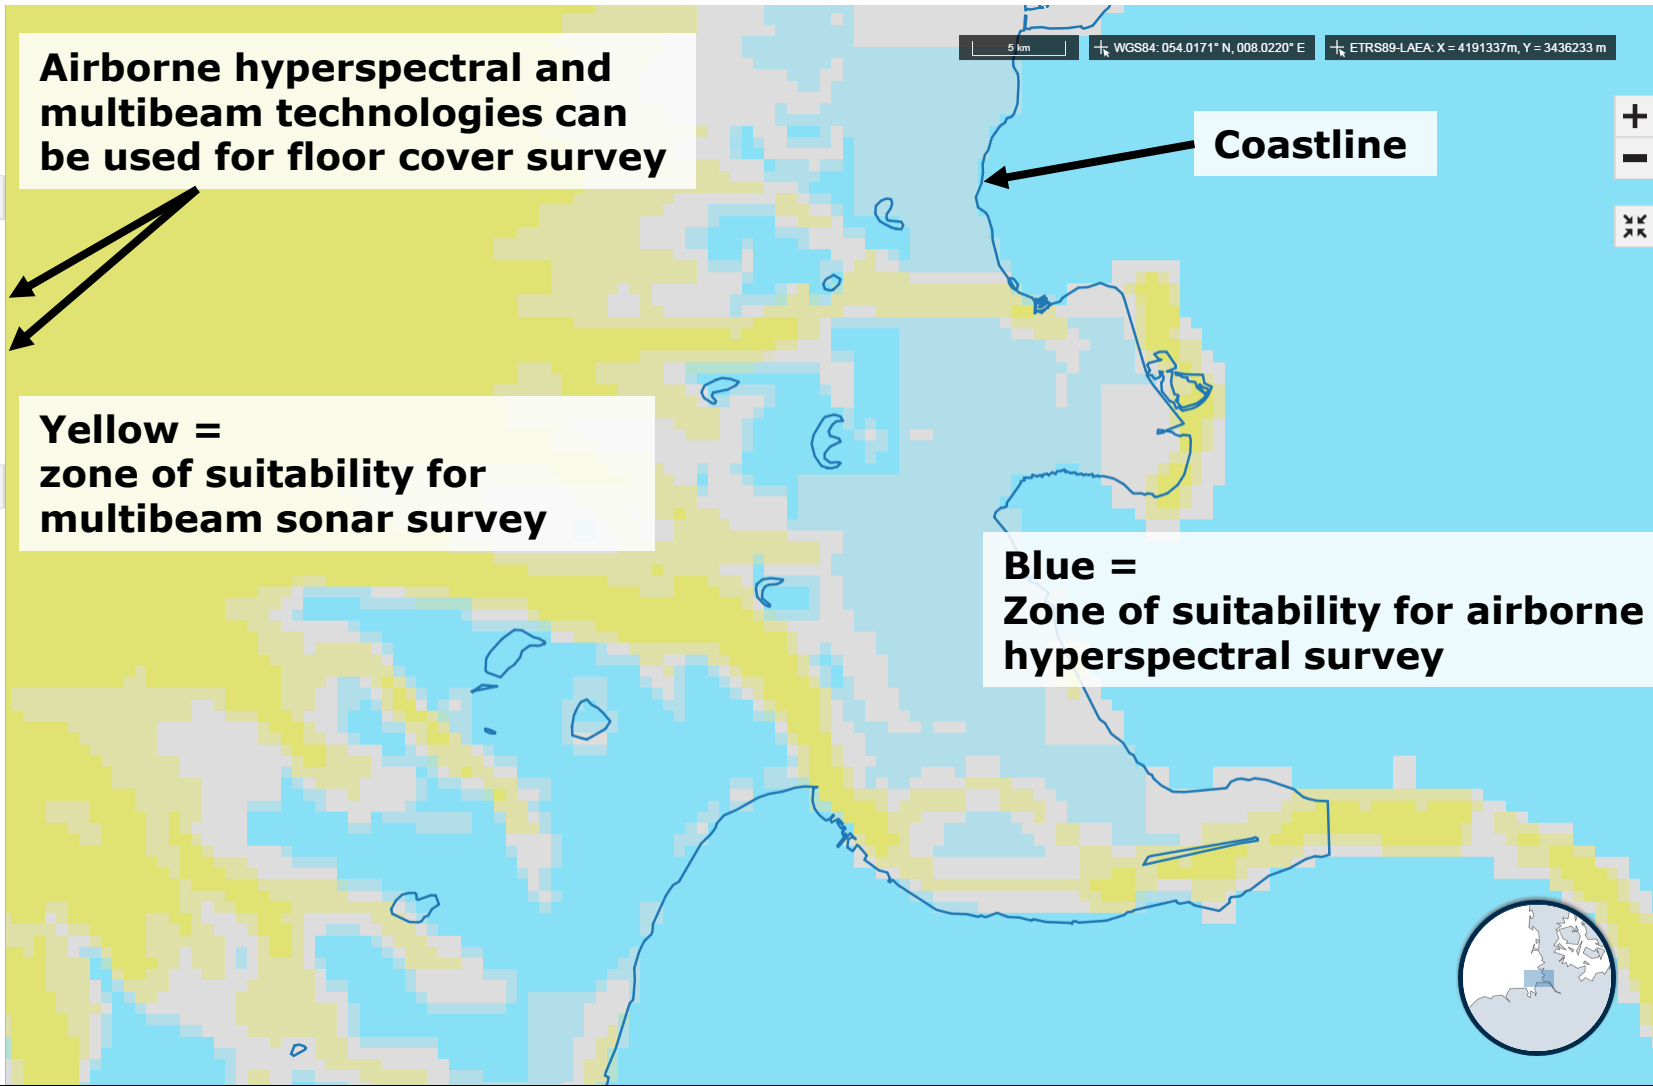 5 km
WGS84: 054.0171° N, 008.0220° E
ETRS89-LAEA: X = 4191337m, Y = 3436233 m
Airborne hyperspectral and
multibeam technologies can
be used for floor cover survey
Coastline
Yellow =
zone of suitability for
multibeam sonar survey
Blue =
Zone of suitability for airborne
hyperspectral survey